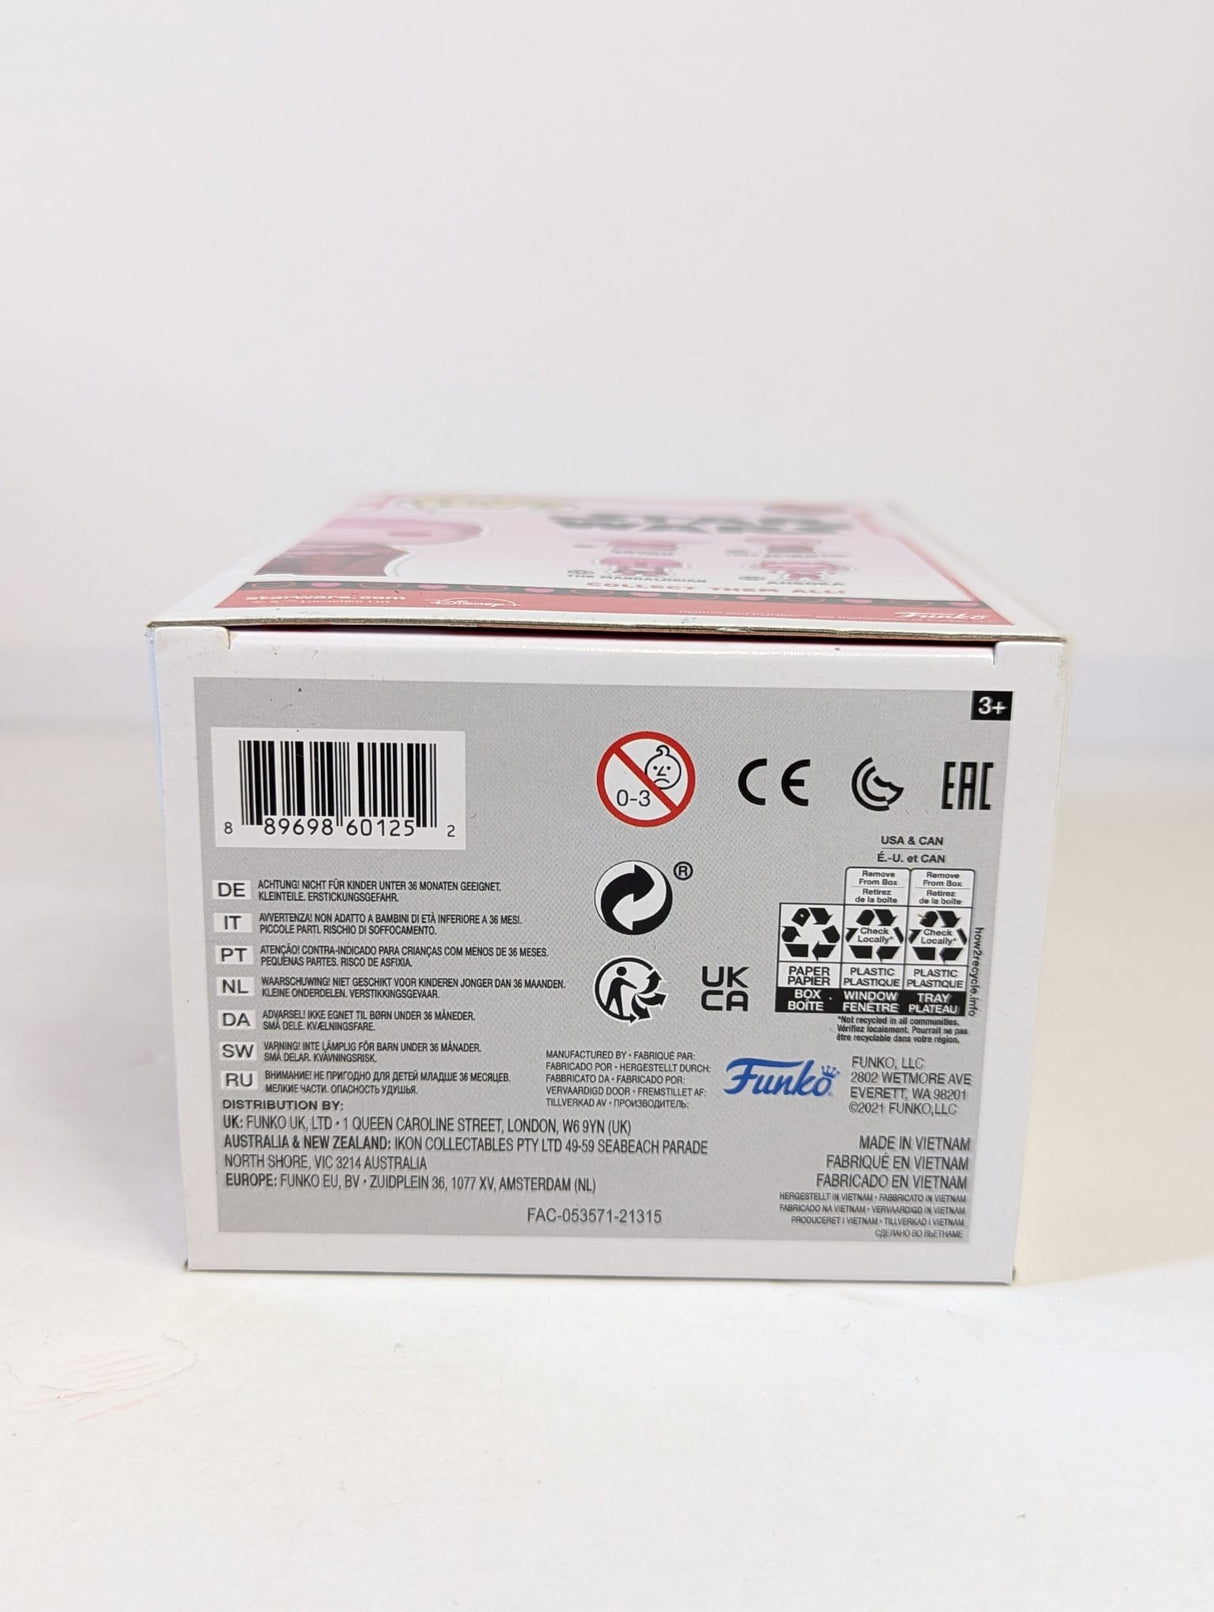 STAR WARS
THE MANDALORIAN
AHSOKA
COLLECT THEM ALL!
starwars.com
Disney
Funko
3+
8 89698 60125 2
0-3
CE
EAC
®
USA & CAN
É.-U. et CAN
Remove From Box
Retirez de la boîte
Remove From Box
Retirez de la boîte
Check Locally*
Check Locally*
PAPER PAPIER
PLASTIC PLASTIQUE
PLASTIC PLASTIQUE
BOX BOÎTE
WINDOW FENÊTRE
TRAY PLATEAU
how2recycle.info
*Not recycled in all communities.
Vérifiez localement. Pourrait ne pas
être recyclable dans votre région.
UK
CA
DE ACHTUNG! NICHT FÜR KINDER UNTER 36 MONATEN GEEIGNET.
KLEINTEILE. ERSTICKUNGSGEFAHR.
IT AVVERTENZA! NON ADATTO A BAMBINI DI ETÀ INFERIORE A 36 MESI.
PICCOLE PARTI. RISCHIO DI SOFFOCAMENTO.
PT ATENÇÃO! CONTRA-INDICADO PARA CRIANÇAS COM MENOS DE 36 MESES.
PEQUENAS PARTES. RISCO DE ASFIXIA.
NL WAARSCHUWING! NIET GESCHIKT VOOR KINDEREN JONGER DAN 36 MAANDEN.
KLEINE ONDERDELEN. VERSTIKKINGSGEVAAR.
DA ADVARSEL! IKKE EGNET TIL BØRN UNDER 36 MÅNEDER.
SMÅ DELE. KVÆLNINGSFARE.
SW VARNING! INTE LÄMPLIG FÖR BARN UNDER 36 MÅNADER.
SMÅ DELAR. KVÄVNINGSRISK.
RU ВНИМАНИЕ! НЕ ПРИГОДНО ДЛЯ ДЕТЕЙ МЛАДШЕ 36 МЕСЯЦЕВ.
МЕЛКИЕ ЧАСТИ. ОПАСНОСТЬ УДУШЬЯ.
MANUFACTURED BY • FABRIQUÉ PAR:
FABRICADO POR • HERGESTELLT DURCH:
FABBRICATO DA • FABRICADO POR:
VERVAARDIGD DOOR • FREMSTILLET AF:
TILLVERKAD AV • ПРОИЗВОДИТЕЛЬ:
Funko
FUNKO, LLC
2802 WETMORE AVE
EVERETT, WA 98201
©2021 FUNKO,LLC
DISTRIBUTION BY:
UK: FUNKO UK, LTD • 1 QUEEN CAROLINE STREET, LONDON, W6 9YN (UK)
AUSTRALIA & NEW ZEALAND: IKON COLLECTABLES PTY LTD 49-59 SEABEACH PARADE
NORTH SHORE, VIC 3214 AUSTRALIA
EUROPE: FUNKO EU, BV • ZUIDPLEIN 36, 1077 XV, AMSTERDAM (NL)
MADE IN VIETNAM
FABRIQUÉ EN VIETNAM
FABRICADO EN VIETNAM
HERGESTELLT IN VIETNAM • FABBRICATO IN VIETNAM
FABRICADO NA VIETNAM • VERVAARDIGD IN VIETNAM
PRODUCERET I VIETNAM • TILLVERKAD I VIETNAM
СДЕЛАНО ВО ВЬЕТНАМЕ
FAC-053571-21315